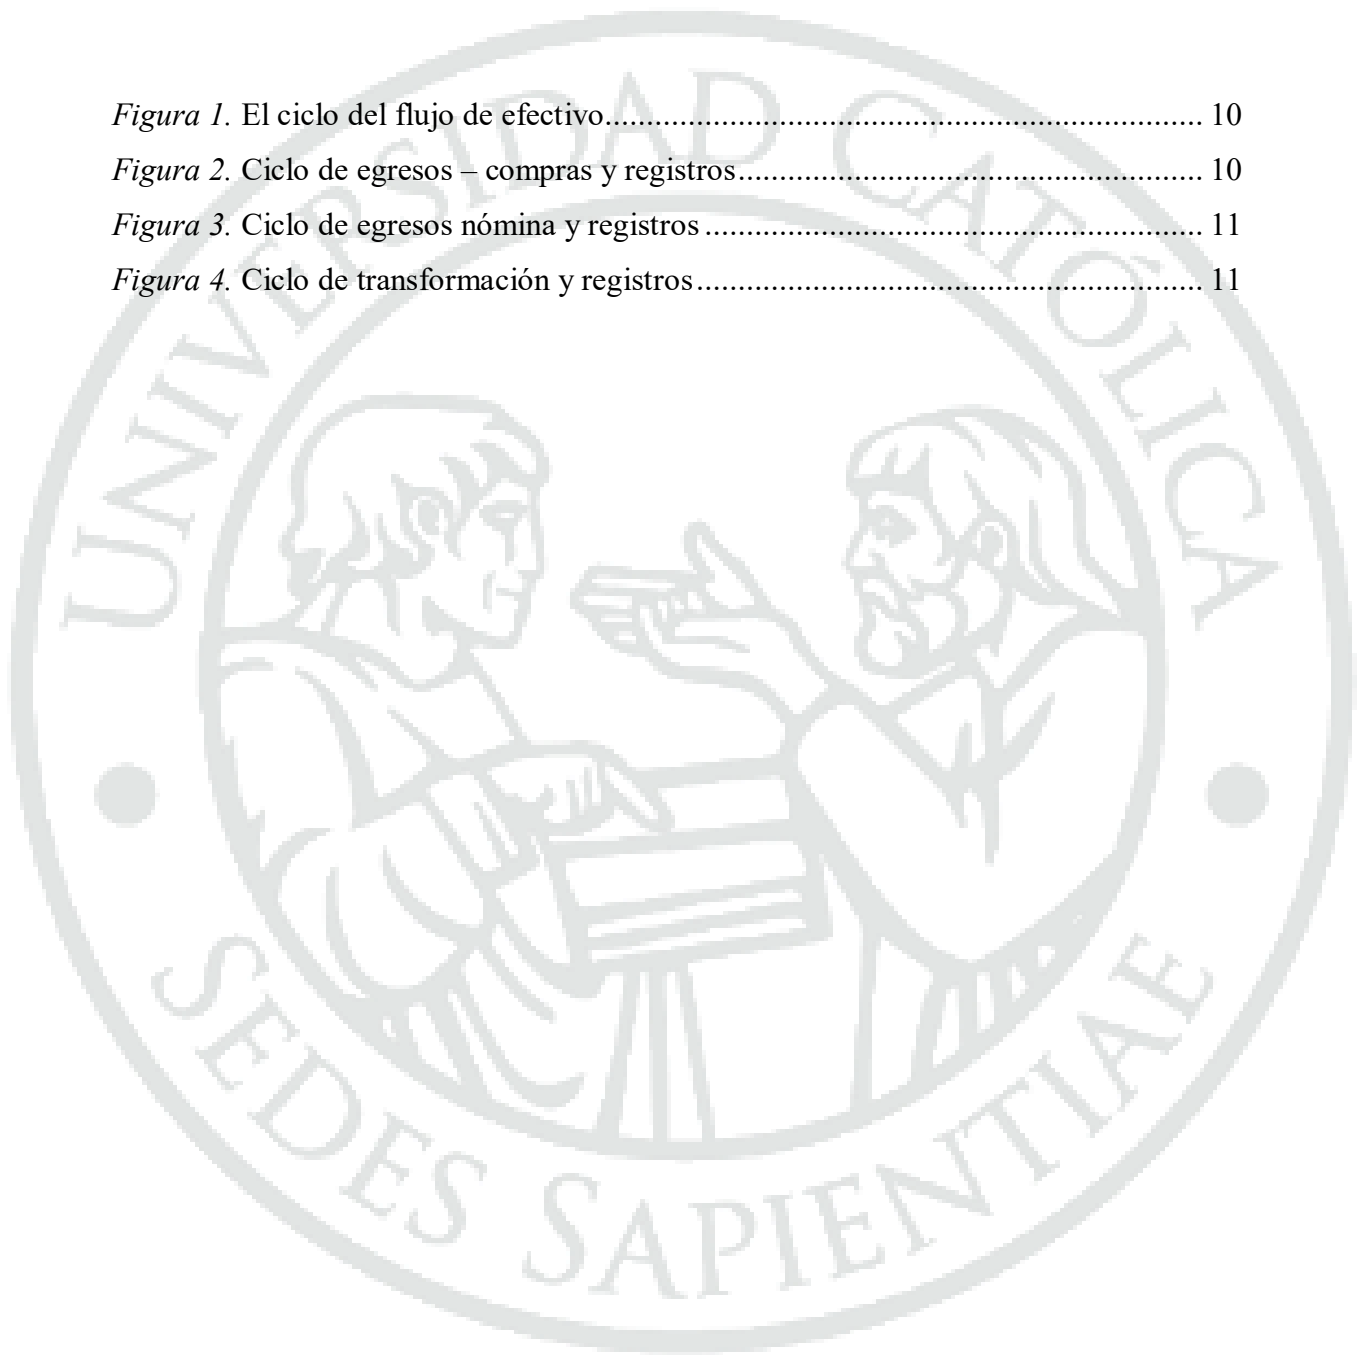 Figura 1. El ciclo del flujo de efectivo.......................................................................... 10
Figura 2. Ciclo de egresos – compras y registros......................................................... 10
Figura 3. Ciclo de egresos nómina y registros............................................................. 11
Figura 4. Ciclo de transformación y registros.............................................................. 11
UNIVERSIDAD CATÓLICA
SEDES SAPIENTIAE